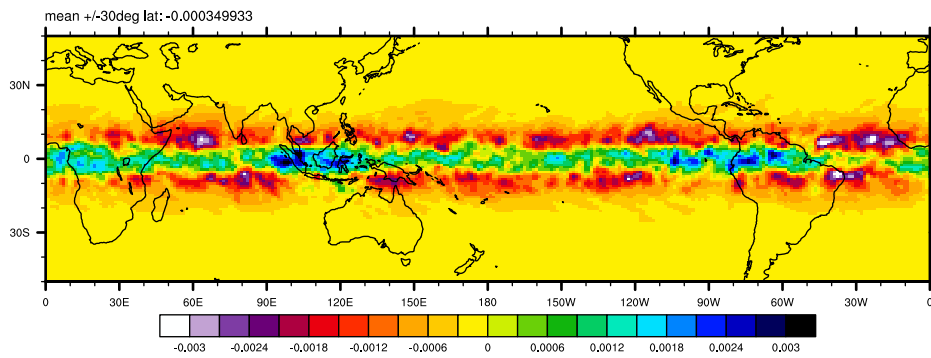 mean +/-30deg lat: -0.000349933
30N
0
30S
0 30E 60E 90E 120E 150E 180 150W 120W 90W 60W 30W 0
-0.003 -0.0024 -0.0018 -0.0012 -0.0006 0 0.0006 0.0012 0.0018 0.0024 0.003